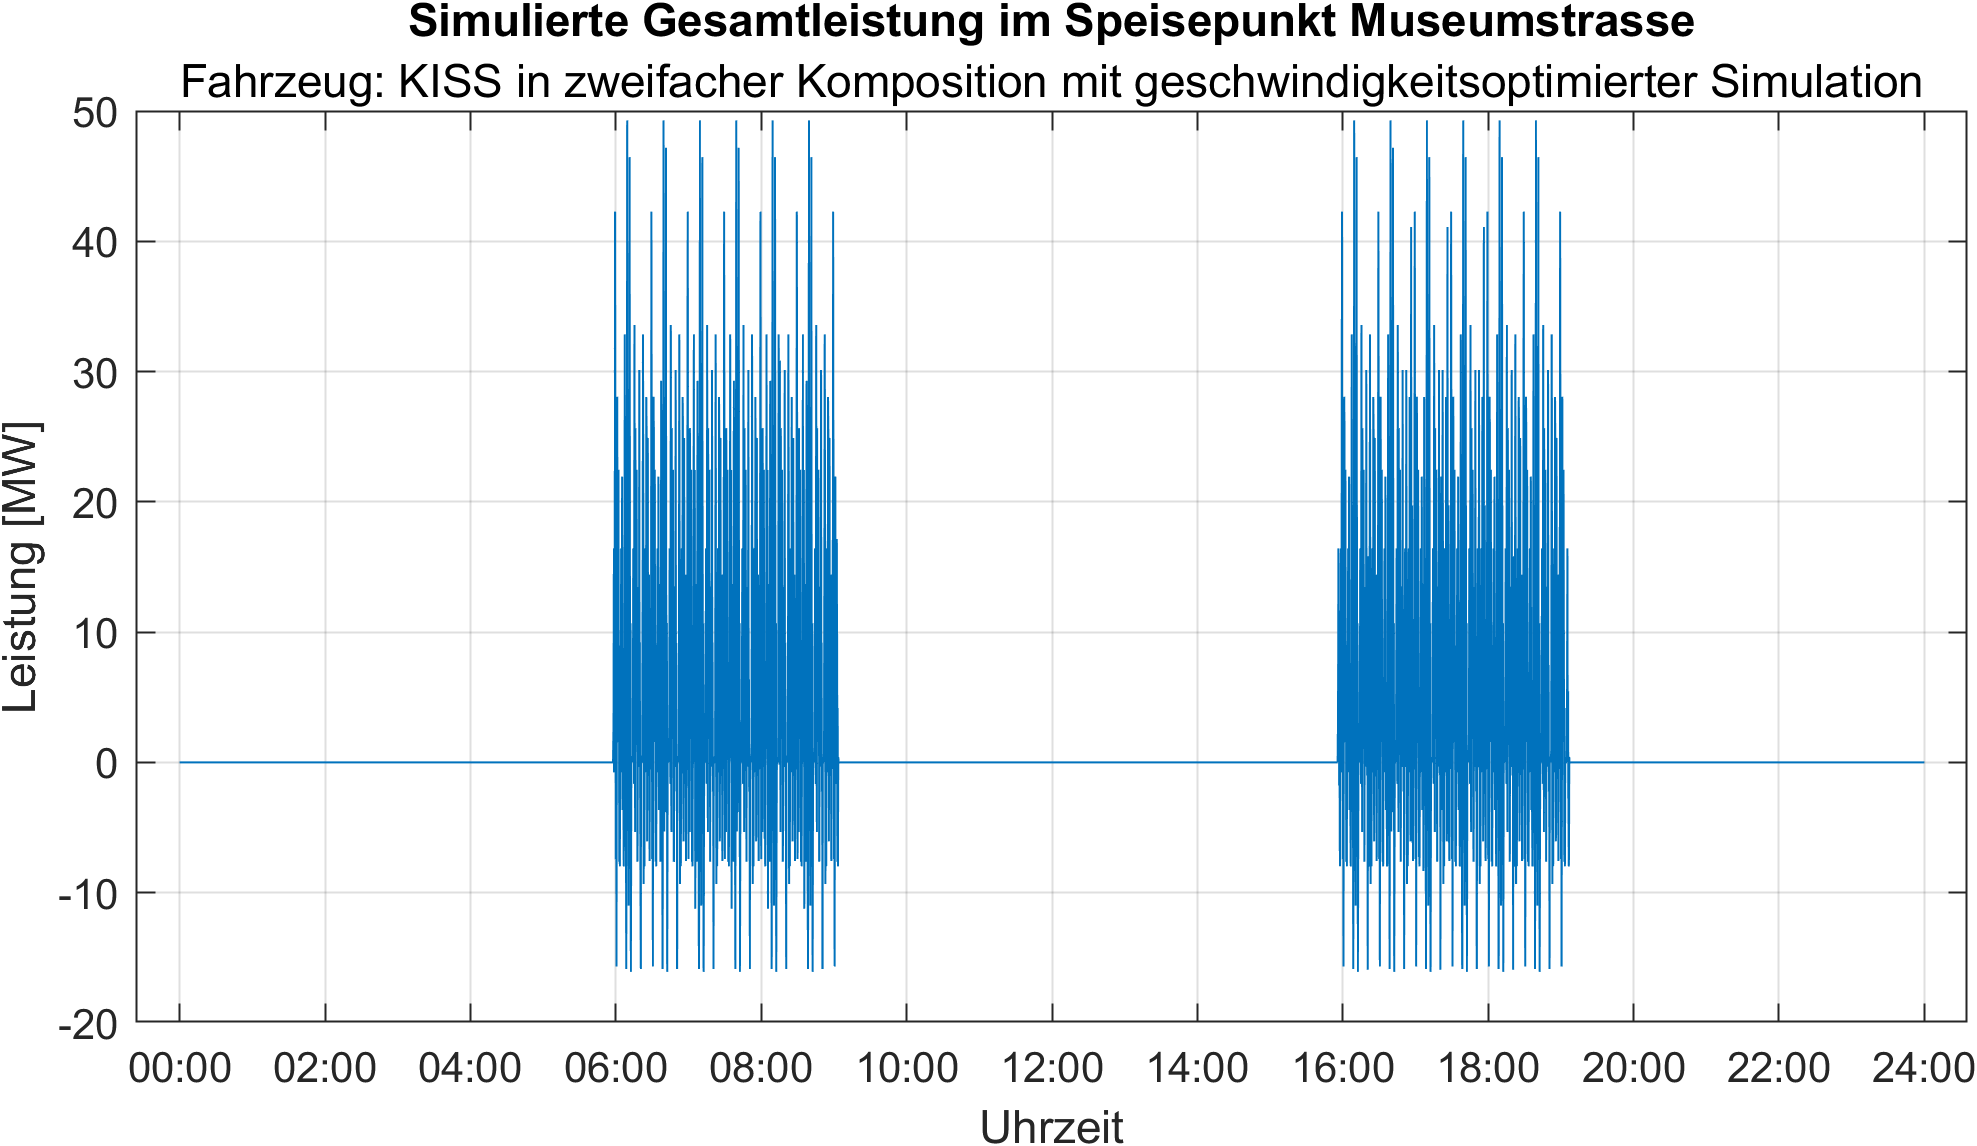 Simulierte Gesamtleistung im Speisepunkt Museumstrasse
Fahrzeug: KISS in zweifacher Komposition mit geschwindigkeitsoptimierter Simulation
50
40
30
20
10
0
-10
-20
Leistung [MW]
00:00 02:00 04:00 06:00 08:00 10:00 12:00 14:00 16:00 18:00 20:00 22:00 24:00
Uhrzeit